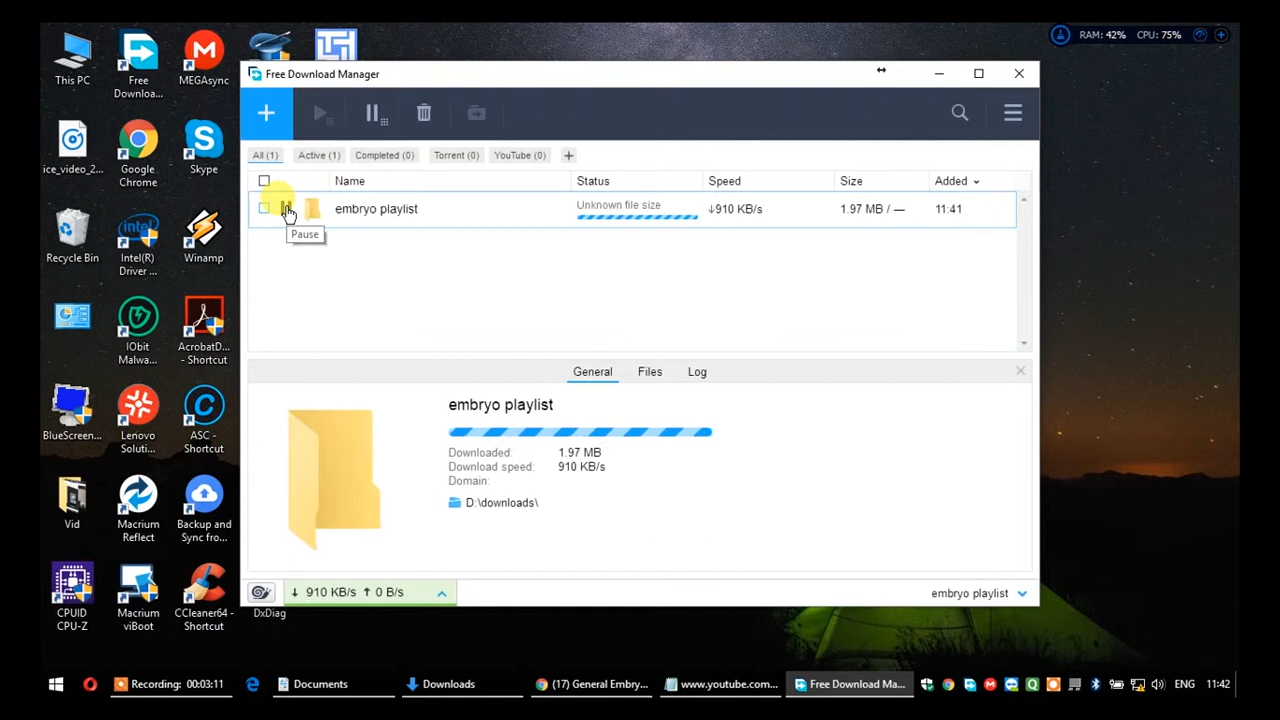 RAM: 42% CPU: 75%
This PC
Free
Downloa...
MEGAsync
Free Download Manager
ice_video_2...
Google
Chrome
Skype
All (1)
Active (1)
Completed (0)
Torrent (0)
YouTube (0)
Name
Status
Speed
Size
Added
embryo playlist
Unknown file size
↓910 KB/s
1.97 MB / —
11:41
Pause
Recycle Bin
Intel(R)
Driver ...
Winamp
IObit
Malwa...
AcrobatD...
- Shortcut
General
Files
Log
embryo playlist
Downloaded: 1.97 MB
Download speed: 910 KB/s
Domain:
D:\downloads\
BlueScreen...
Lenovo
Soluti...
ASC -
Shortcut
Vid
Macrium
Reflect
Backup and
Sync from...
↓ 910 KB/s ↑ 0 B/s
embryo playlist
CPUID
CPU-Z
Macrium
viBoot
CCleaner64 -
Shortcut
DxDiag
Recording: 00:03:11
Documents
Downloads
(17) General Embry...
www.youtube.com...
Free Download Ma...
ENG
11:42